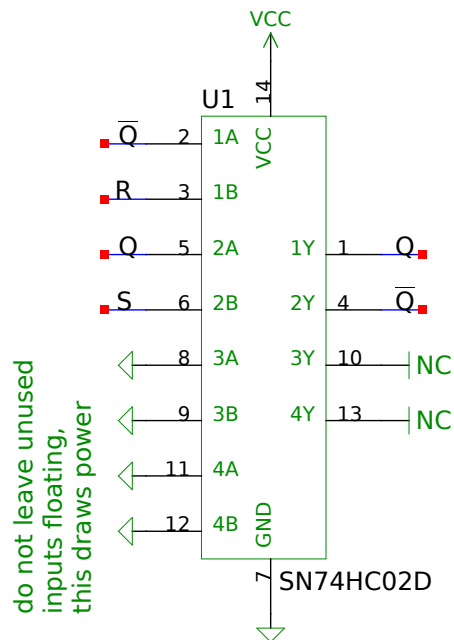 VCC
U1
14
VCC
Q̅ 2 1A
R 3 1B
Q 5 2A
1Y 1 Q
S 6 2B
2Y 4 Q̅
8 3A
3Y 10 NC
9 3B
4Y 13 NC
11 4A
12 4B
GND
7
SN74HC02D
do not leave unused
inputs floating,
this draws power